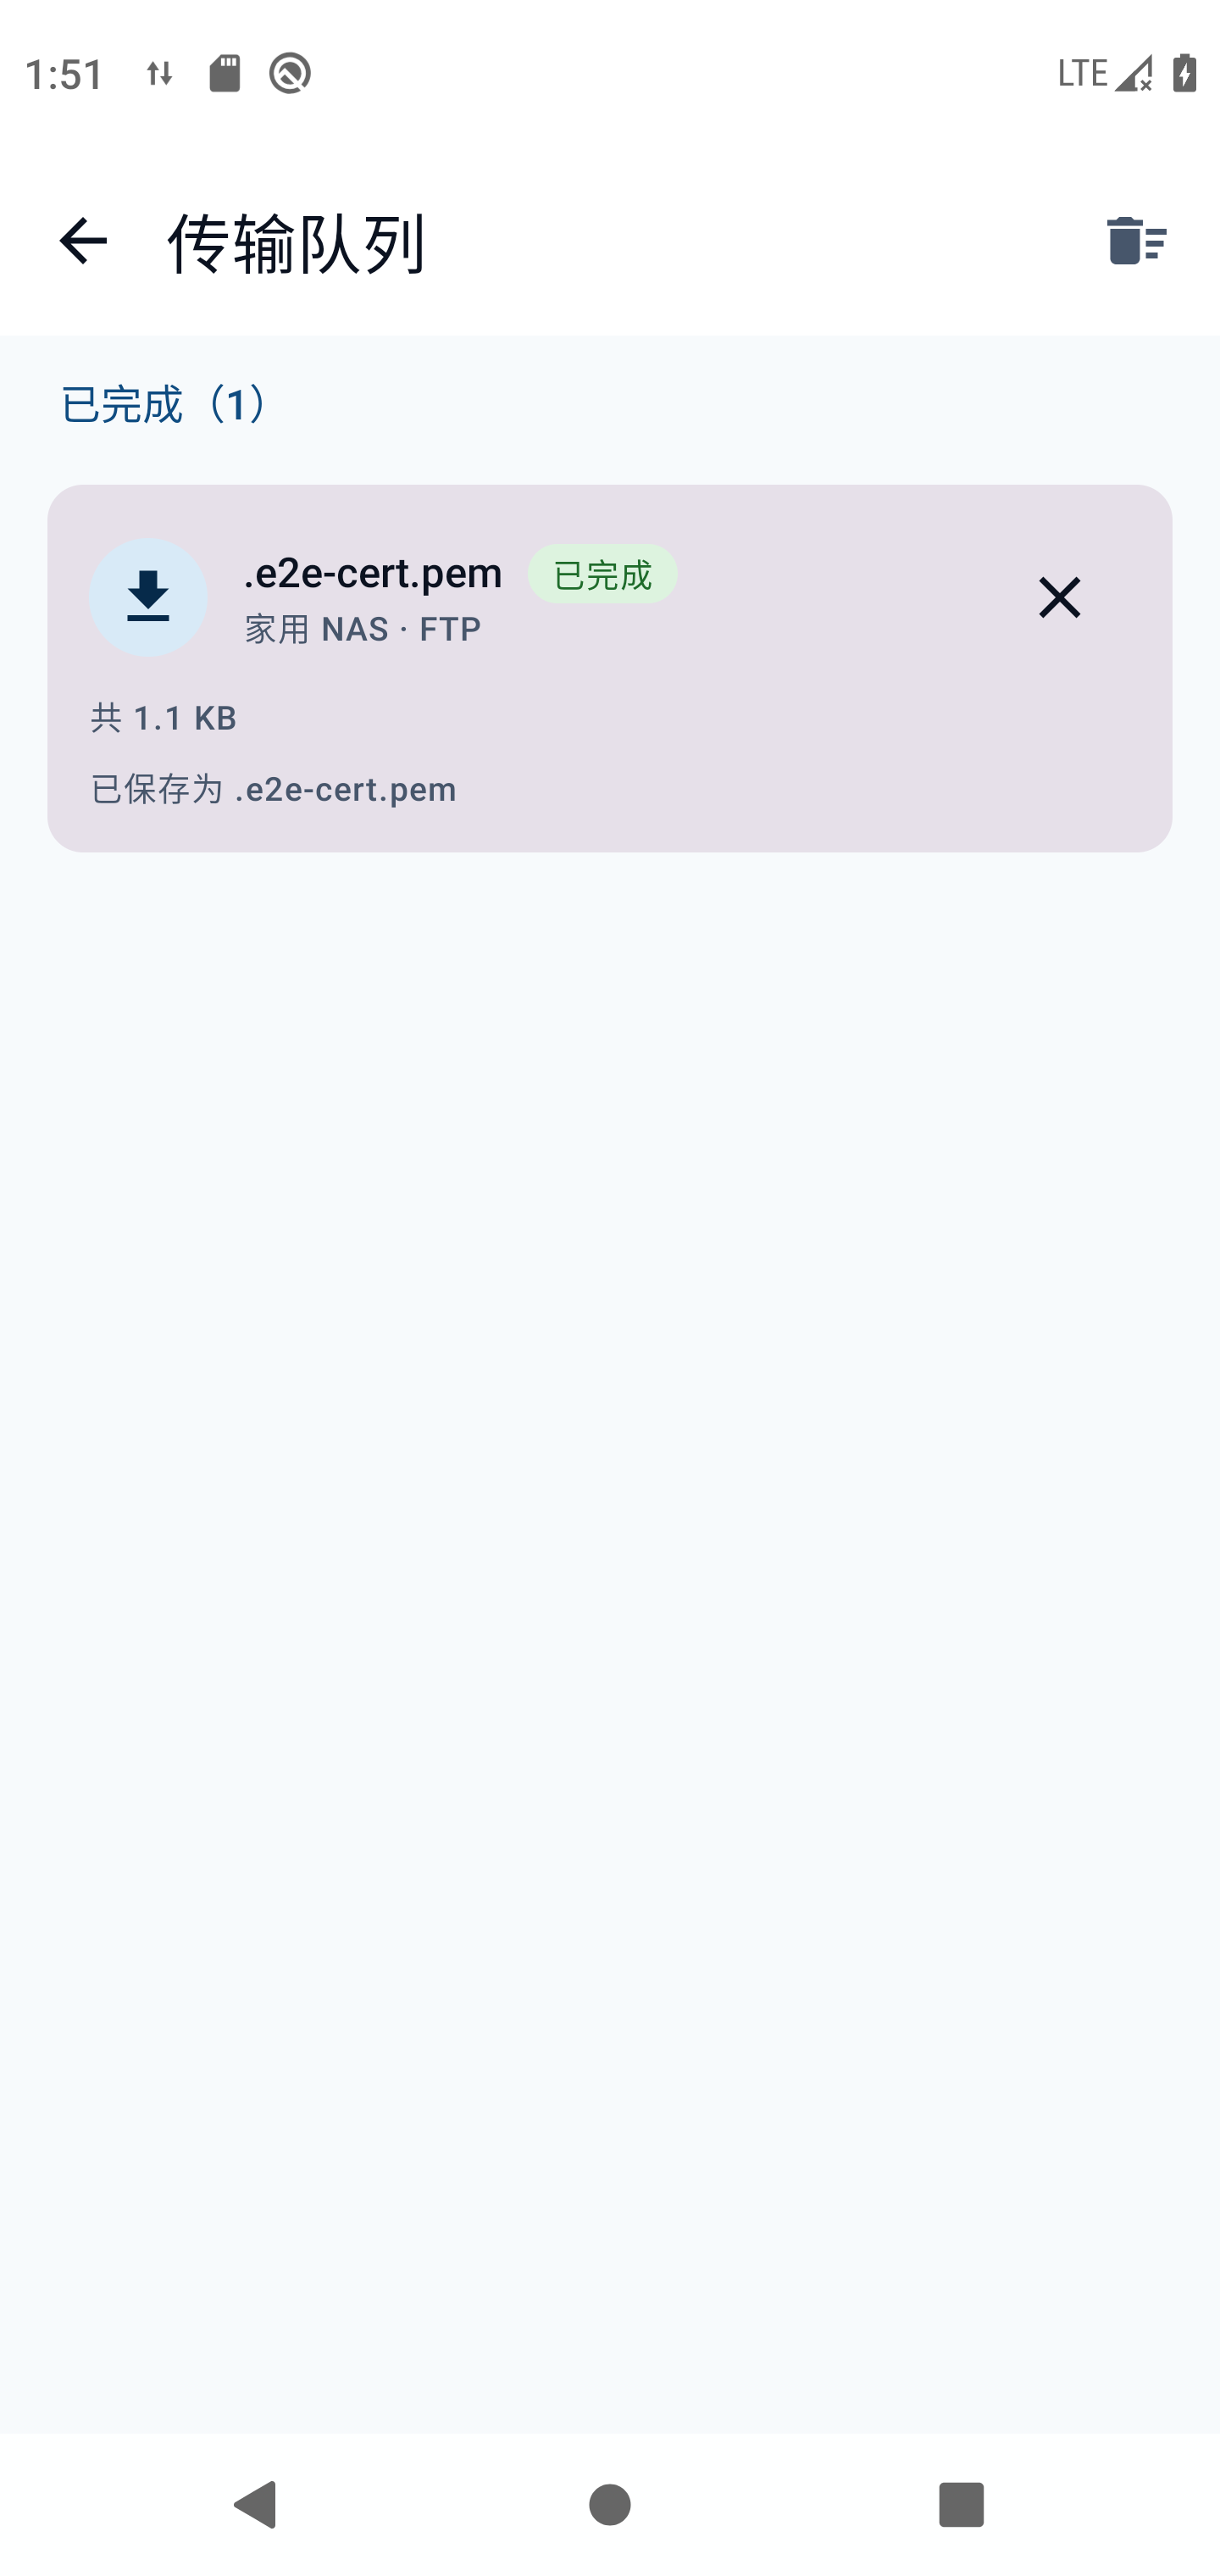 1:51
LTE
传输队列
已完成（1）
.e2e-cert.pem 已完成
家用 NAS · FTP
共 1.1 KB
已保存为 .e2e-cert.pem